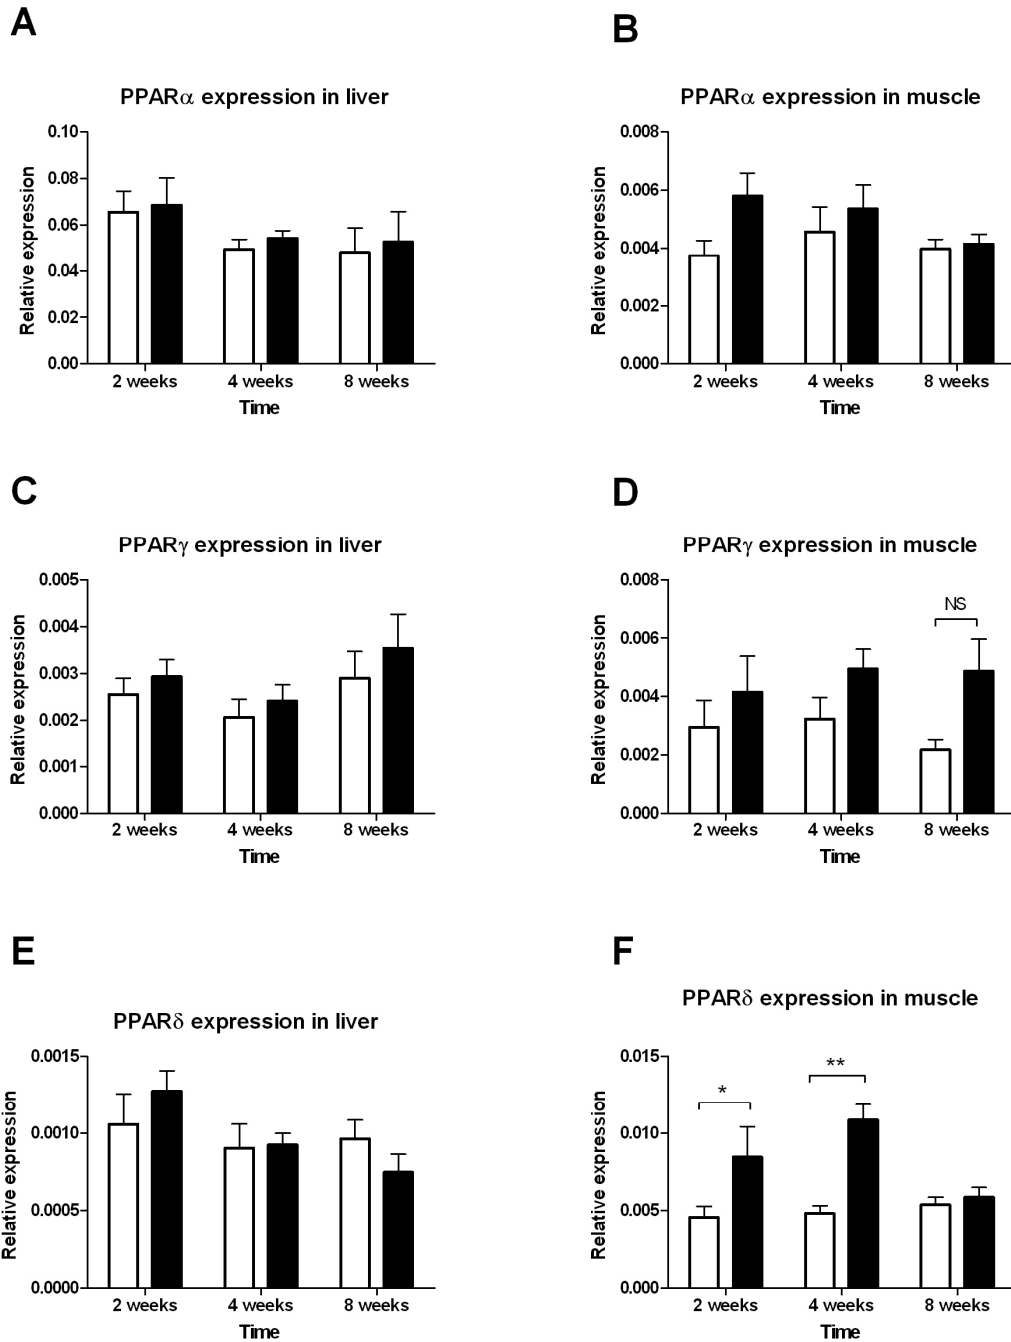 A
PPARα expression in liver
Relative expression
0.10
0.08
0.06
0.04
0.02
0.00
2 weeks 4 weeks 8 weeks
Time
B
PPARα expression in muscle
Relative expression
0.008
0.006
0.004
0.002
0.000
2 weeks 4 weeks 8 weeks
Time
C
PPARγ expression in liver
Relative expression
0.005
0.004
0.003
0.002
0.001
0.000
2 weeks 4 weeks 8 weeks
Time
D
PPARγ expression in muscle
Relative expression
0.008
0.006
0.004
0.002
0.000
NS
2 weeks 4 weeks 8 weeks
Time
E
PPARδ expression in liver
Relative expression
0.0015
0.0010
0.0005
0.0000
2 weeks 4 weeks 8 weeks
Time
F
PPARδ expression in muscle
Relative expression
0.015
0.010
0.005
0.000
*
**
2 weeks 4 weeks 8 weeks
Time